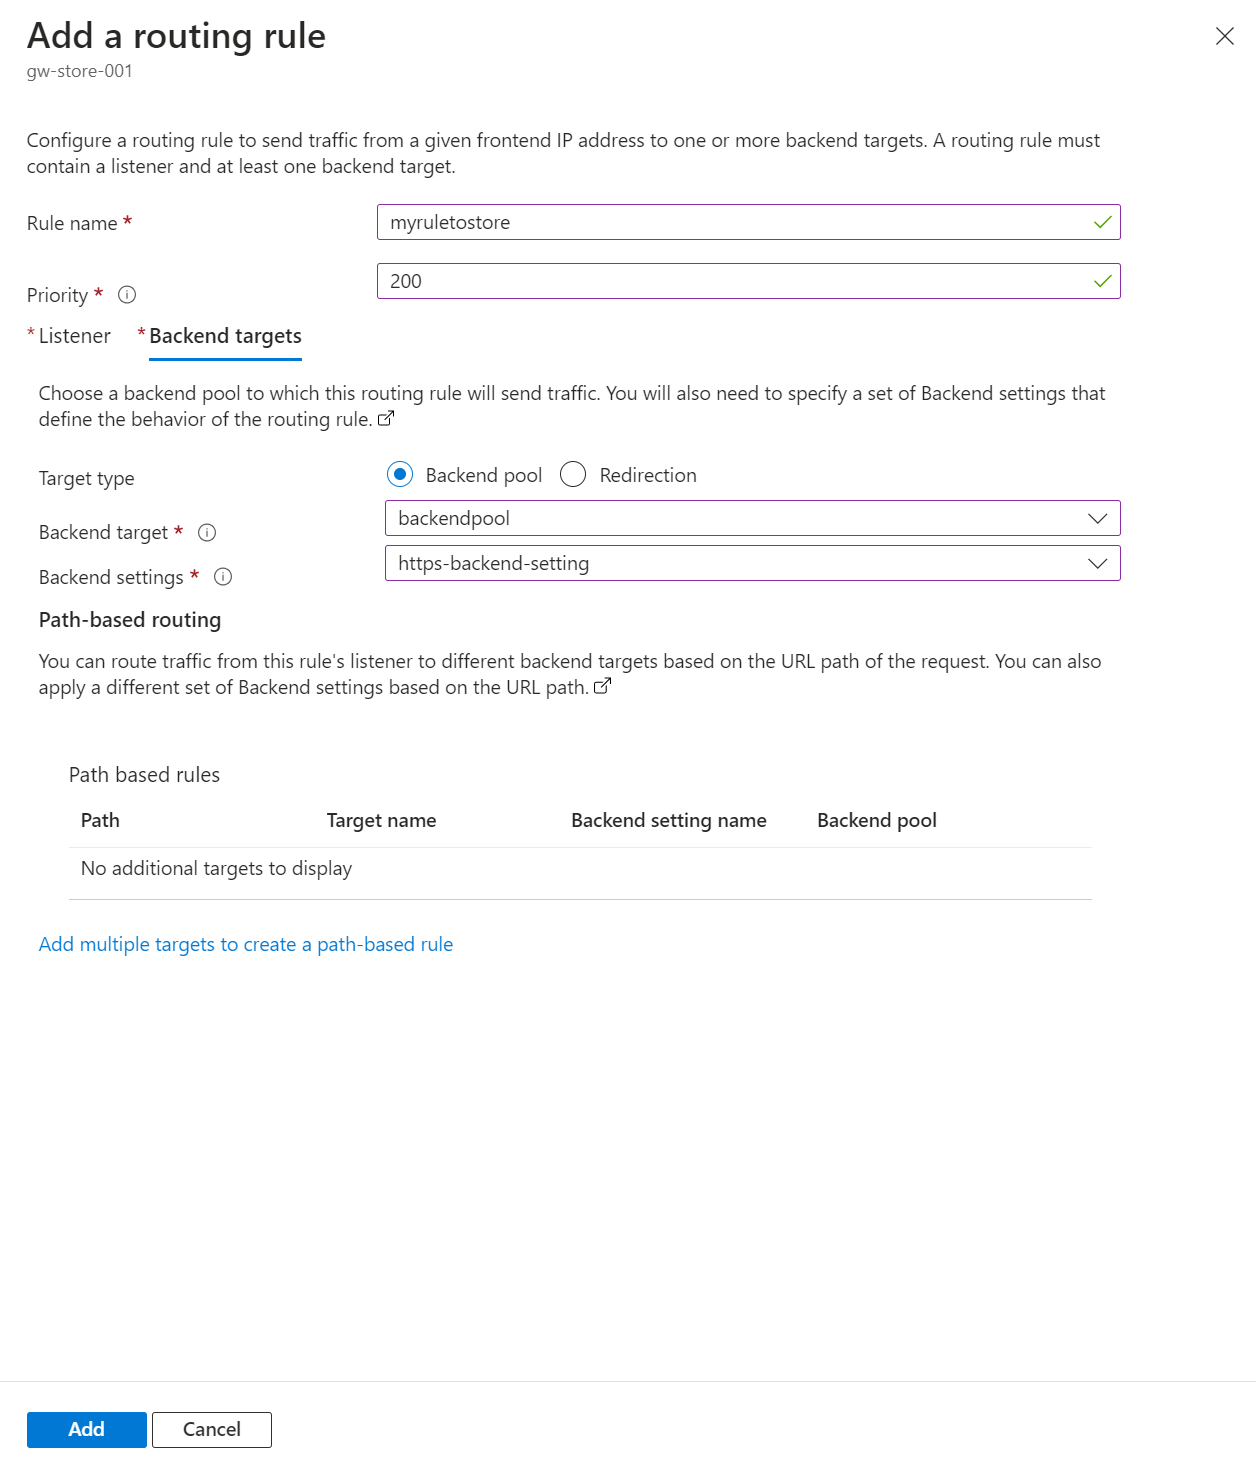 Add a routing rule
gw-store-001
Configure a routing rule to send traffic from a given frontend IP address to one or more backend targets. A routing rule must
contain a listener and at least one backend target.
Rule name * myruletostore
Priority * 200
* Listener * Backend targets
Choose a backend pool to which this routing rule will send traffic. You will also need to specify a set of Backend settings that
define the behavior of the routing rule.
Target type Backend pool Redirection
Backend target * backendpool
Backend settings * https-backend-setting
Path-based routing
You can route traffic from this rule's listener to different backend targets based on the URL path of the request. You can also
apply a different set of Backend settings based on the URL path.
Path based rules
Path Target name Backend setting name Backend pool
No additional targets to display
Add multiple targets to create a path-based rule
Add Cancel